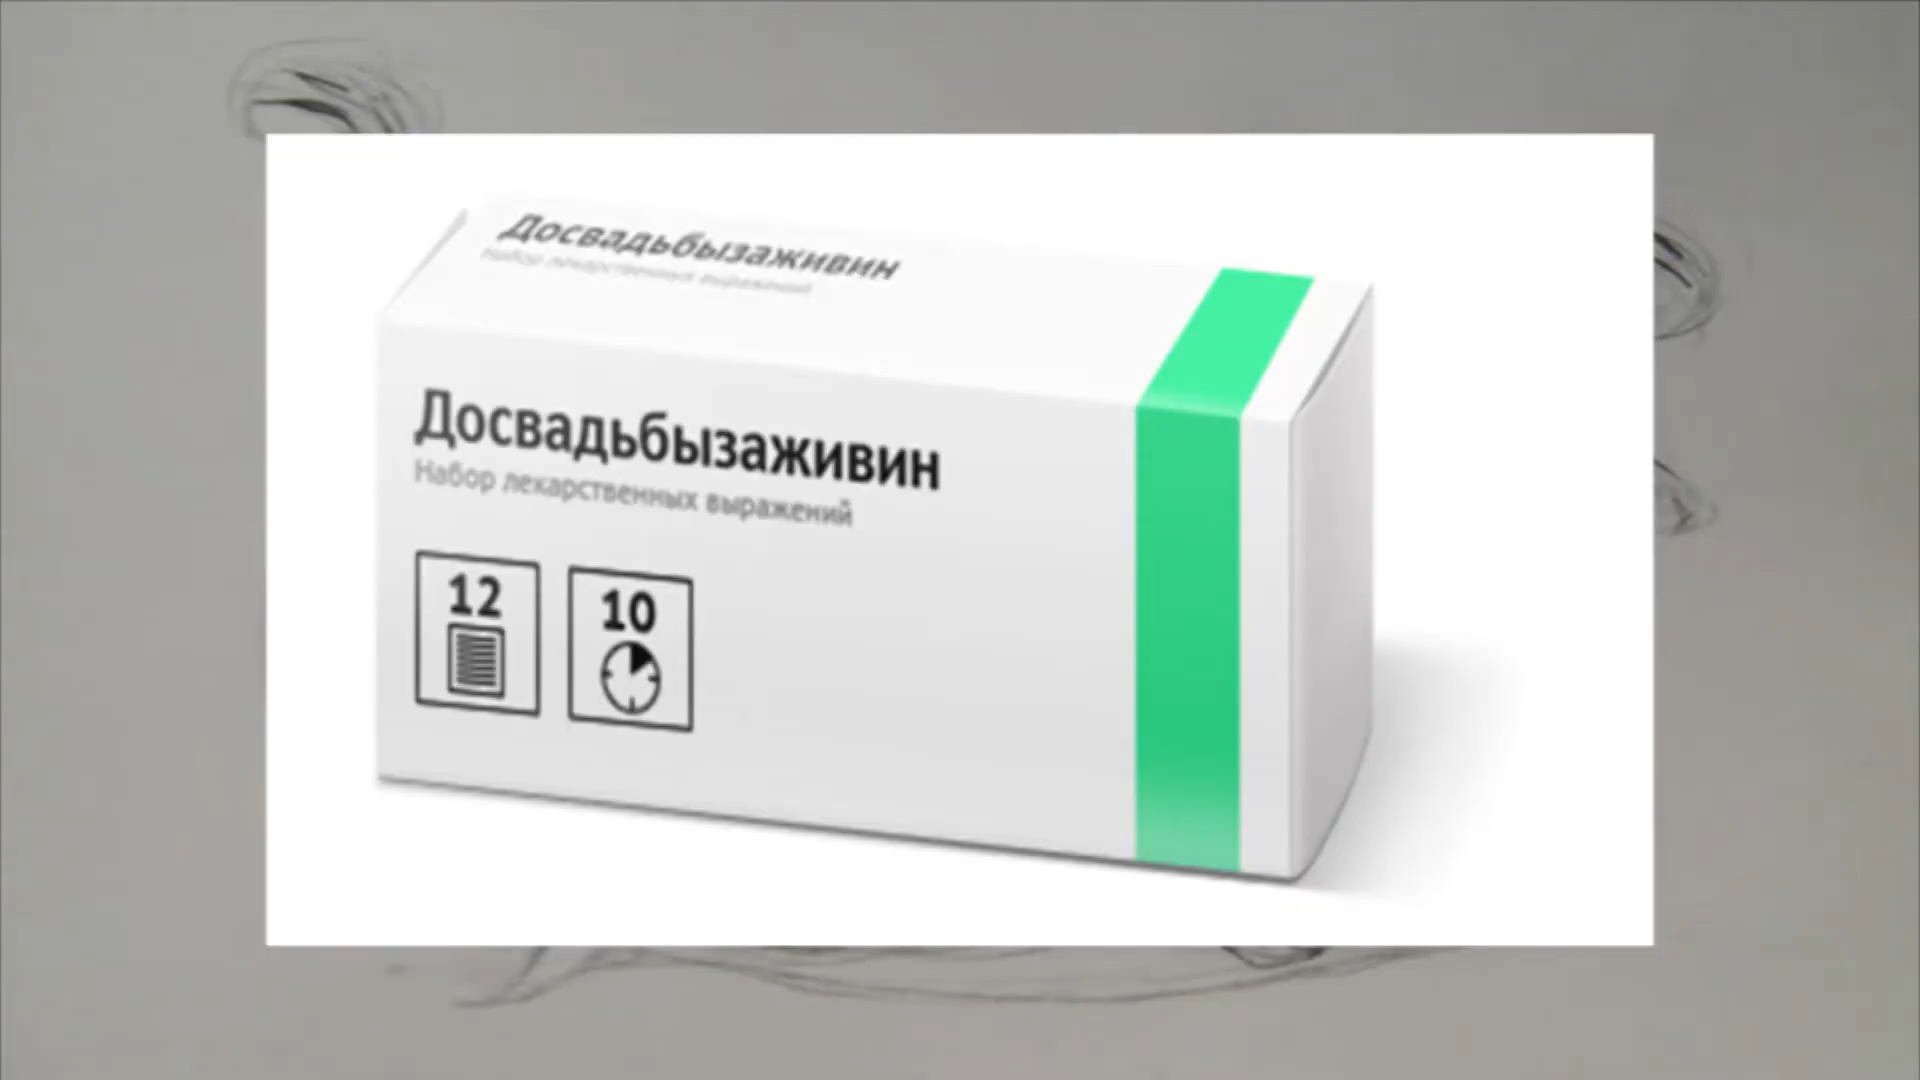 Досвадьбызаживин
Набор лекарственных выражений
Досвадьбызаживин
Набор лекарственных выражений
12
10